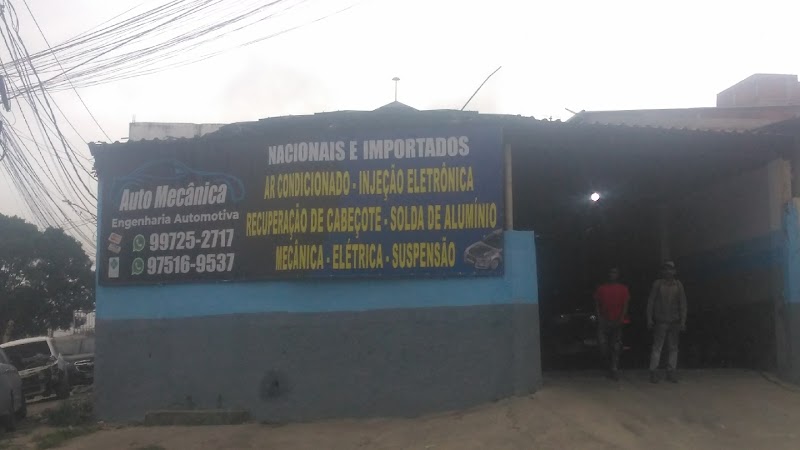 Auto Mecânica
Engenharia Automotiva
99725-2717
97516-9537
NACIONAIS E IMPORTADOS
AR CONDICIONADO - INJEÇÃO ELETRÔNICA
RECUPERAÇÃO DE CABEÇOTE - SOLDA DE ALUMÍNIO
MECÂNICA - ELÉTRICA - SUSPENSÃO